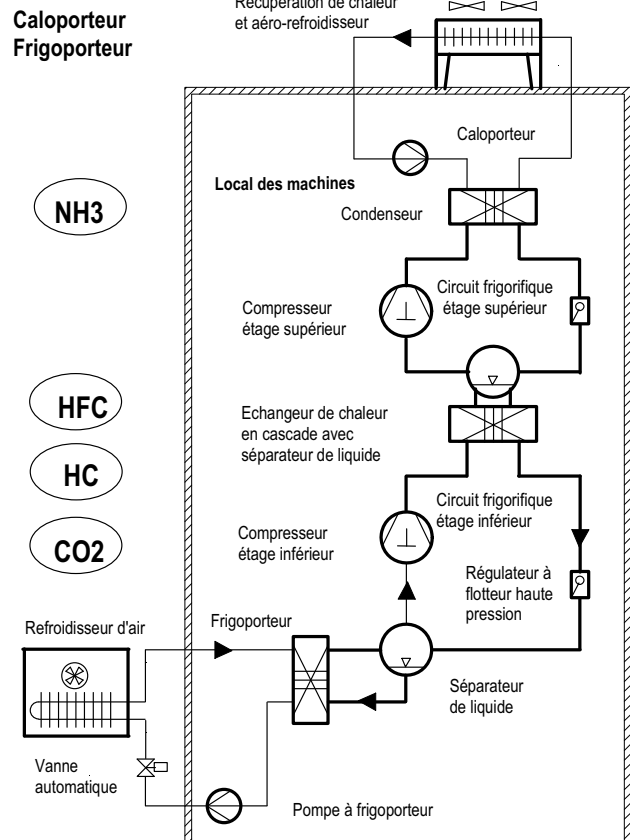 Récupération de chaleur
et aéro-refroidisseur
Caloporteur
Frigoporteur
Caloporteur
Local des machines
NH3
Condenseur
Circuit frigorifique
étage supérieur
Compresseur
étage supérieur
HFC
Echangeur de chaleur
en cascade avec
séparateur de liquide
HC
Circuit frigorifique
étage inférieur
CO2
Compresseur
étage inférieur
Régulateur à
flotteur haute
pression
Refroidisseur d'air
Frigoporteur
Séparateur
de liquide
Vanne
automatique
Pompe à frigoporteur